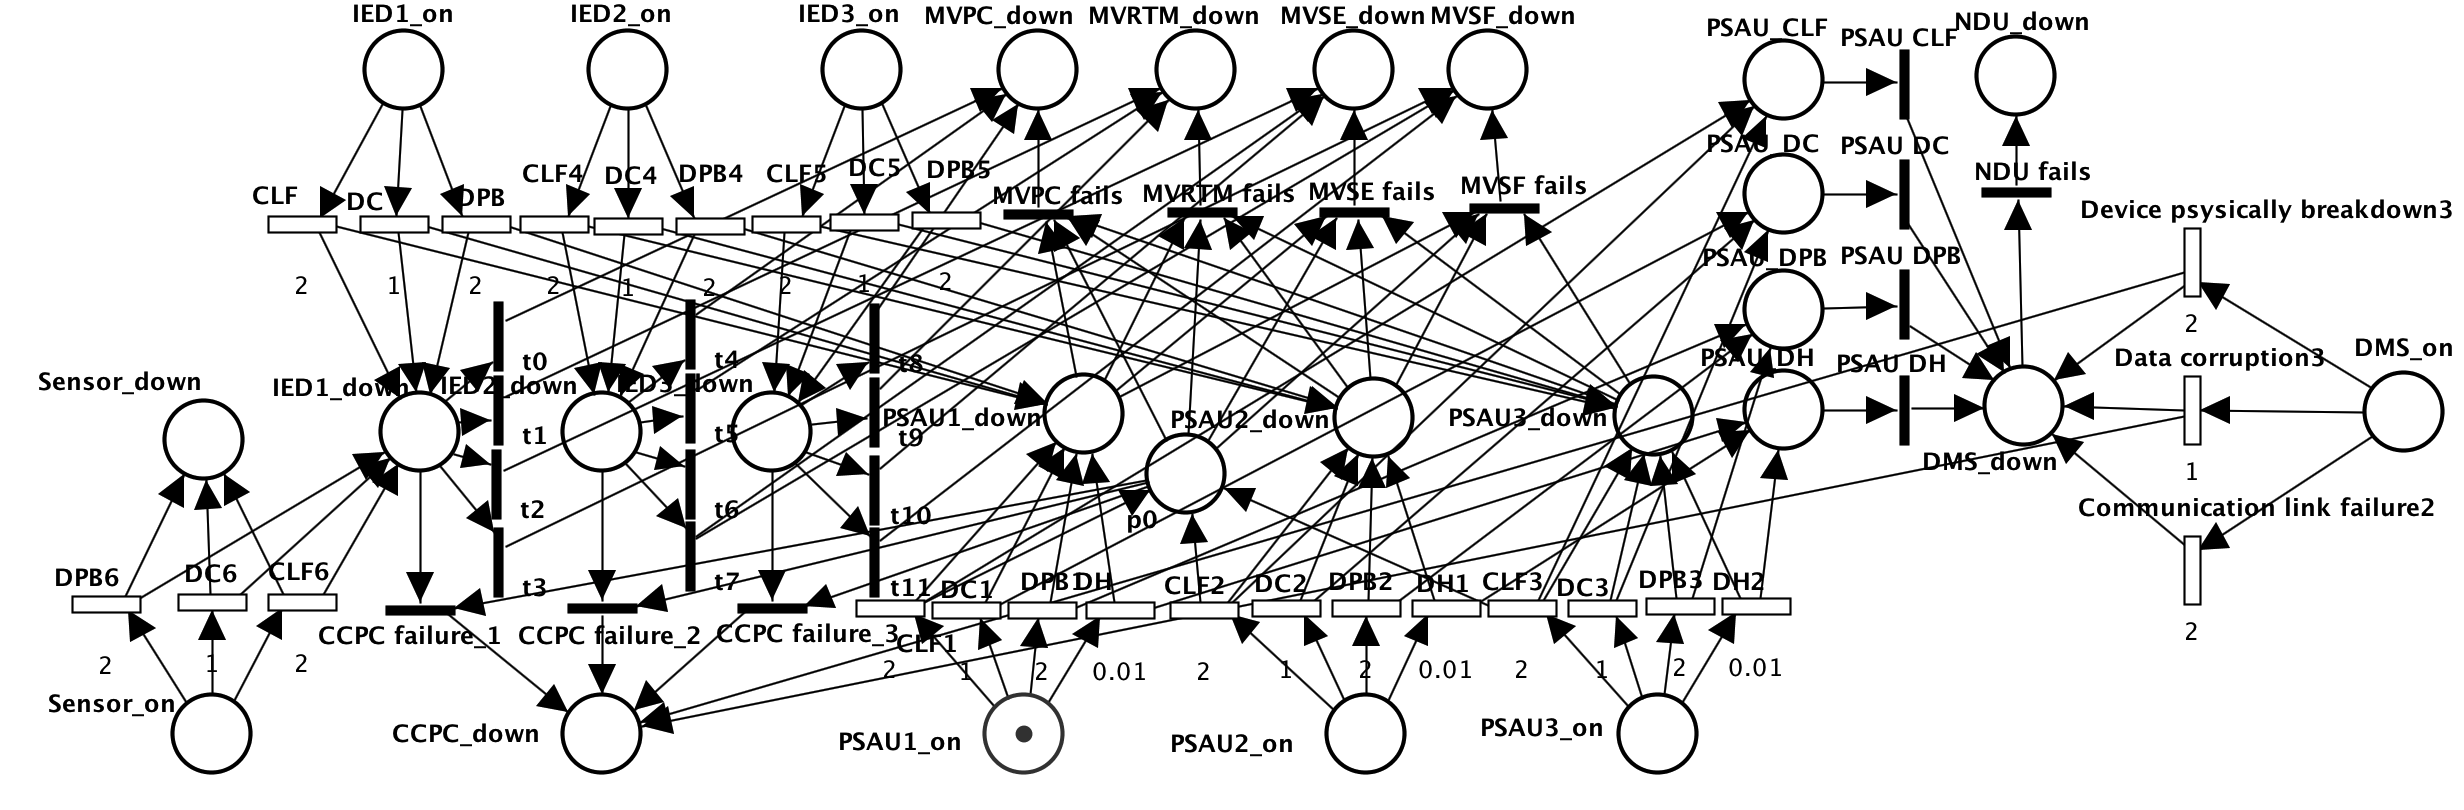 IED1_on
IED2_on
IED3_on
MVPC_down
MVRTM_down
MVSE_down
MVSF_down
PSAU_CLF
PSAU CLF
NDU_down
CLF
DC
DPB
CLF4
DC4
DPB4
CLF5
DC5
DPB5
MVPC fails
MVRTM fails
MVSE fails
MVSF fails
PSAU_DC
PSAU DC
NDU fails
Device psysically breakdown3
2
1
2
2
1
2
2
1
2
PSAU_DPB
PSAU DPB
2
Sensor_down
IED1_down
t0
IED2_down
t4
IED3_down
t8
PSAU1_down
PSAU2_down
PSAU3_down
PSAU_DH
PSAU DH
Data corruption3
DMS_on
t1
t5
t9
DMS_down
1
t2
t6
t10
p0
Communication link failure2
DPB6
DC6
CLF6
t3
t7
t11
DC1
DPB1
DH
CLF2
DC2
DPB2
DH1
CLF3
DC3
DPB3
DH2
CCPC failure_1
CCPC failure_2
CCPC failure_3
CLF1
2
2
1
2
2
1
2
0.01
2
1
2
0.01
2
1
2
0.01
Sensor_on
CCPC_down
PSAU1_on
PSAU2_on
PSAU3_on